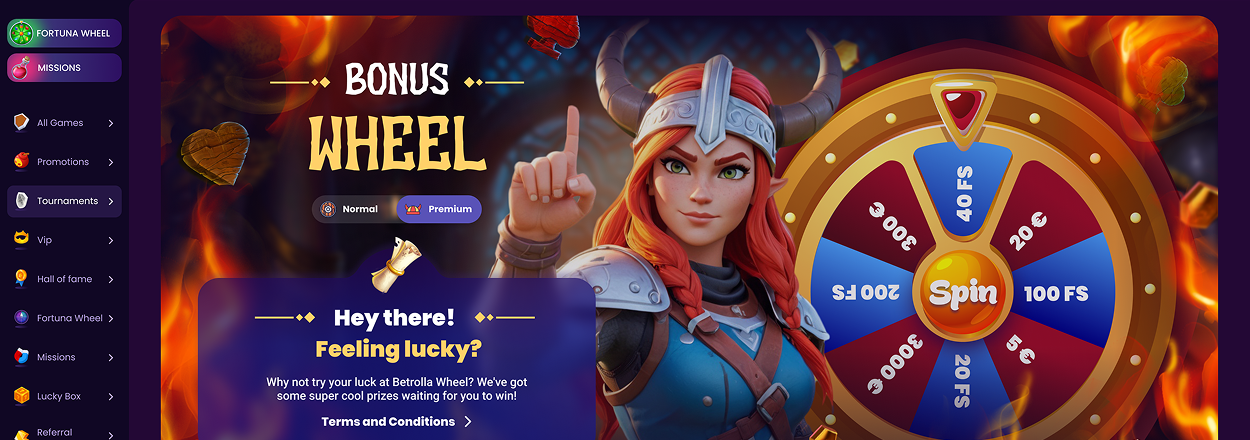 FORTUNA WHEEL
MISSIONS
All Games
Promotions
Tournaments
Vip
Hall of fame
Fortuna Wheel
Missions
Lucky Box
Referral
BONUS
WHEEL
Normal
Premium
Hey there!
Feeling lucky?
Why not try your luck at Betrolla Wheel? We've got
some super cool prizes waiting for you to win!
Terms and Conditions
40 FS
20 €
100 FS
5 €
20 FS
3000 €
200 FS
300 €
Spin